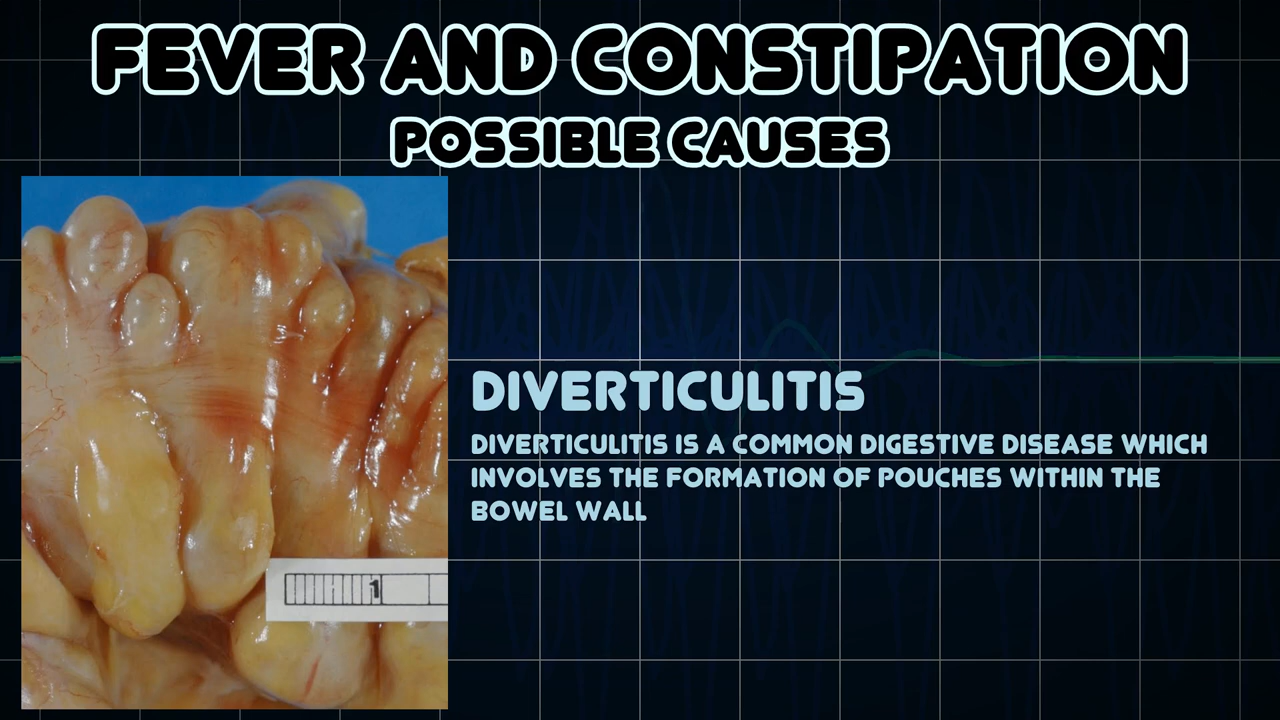 FEVER AND CONSTIPATION
POSSIBLE CAUSES
DIVERTICULITIS
DIVERTICULITIS IS A COMMON DIGESTIVE DISEASE WHICH
INVOLVES THE FORMATION OF POUCHES WITHIN THE
BOWEL WALL
1